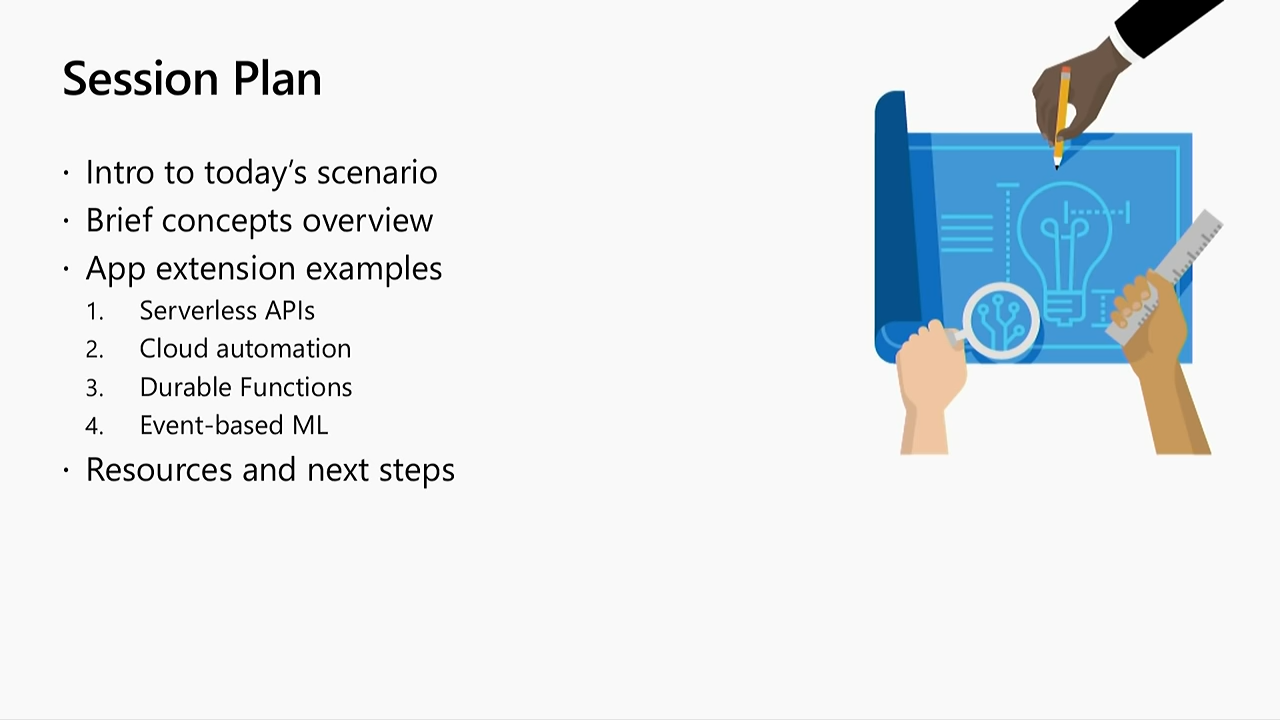 Session Plan
· Intro to today’s scenario
· Brief concepts overview
· App extension examples
1. Serverless APIs
2. Cloud automation
3. Durable Functions
4. Event-based ML
· Resources and next steps